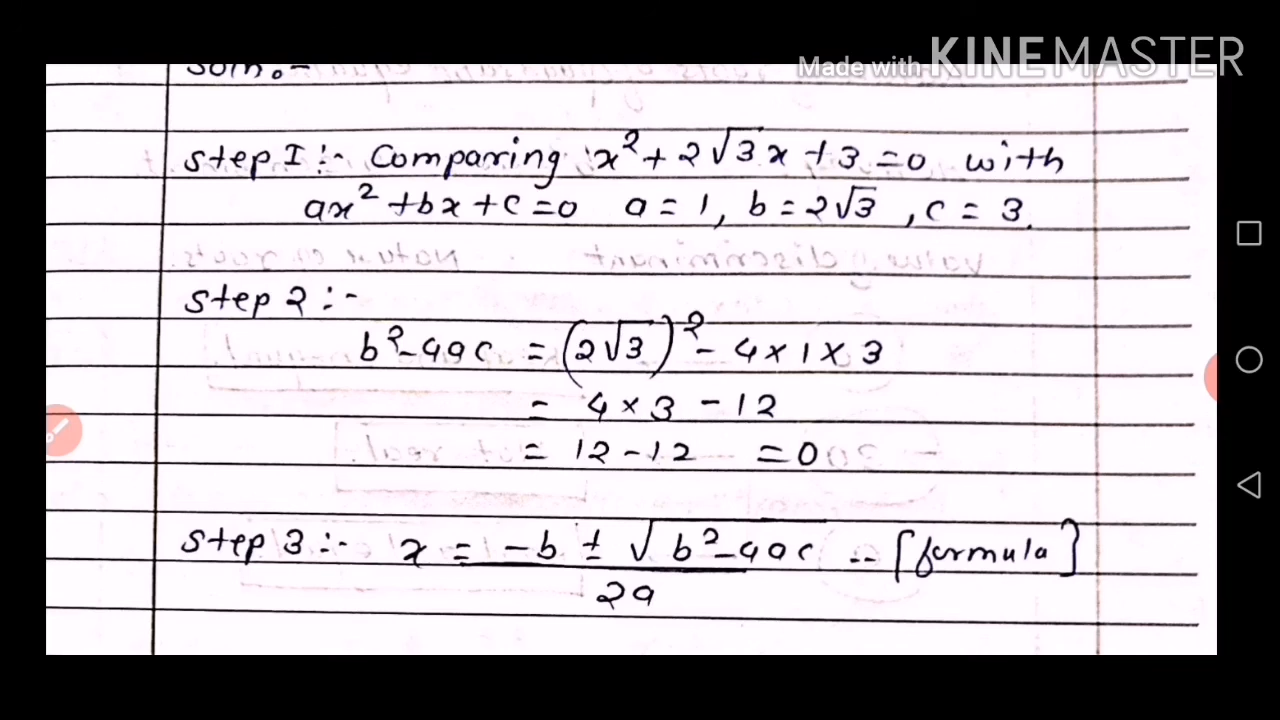 Made with KINEMASTER
Soln:-
Step I :- Comparing x² + 2√3x + 3 = 0 with
ax² + bx + c = 0 a = 1, b = 2√3, c = 3.
Step 2 :-
b²-4ac = (2√3)² - 4 x 1 x 3
= 4 x 3 - 12
= 12 - 12 = 0
Step 3 :- x = -b ± √b²-4ac -- [formula]
2a